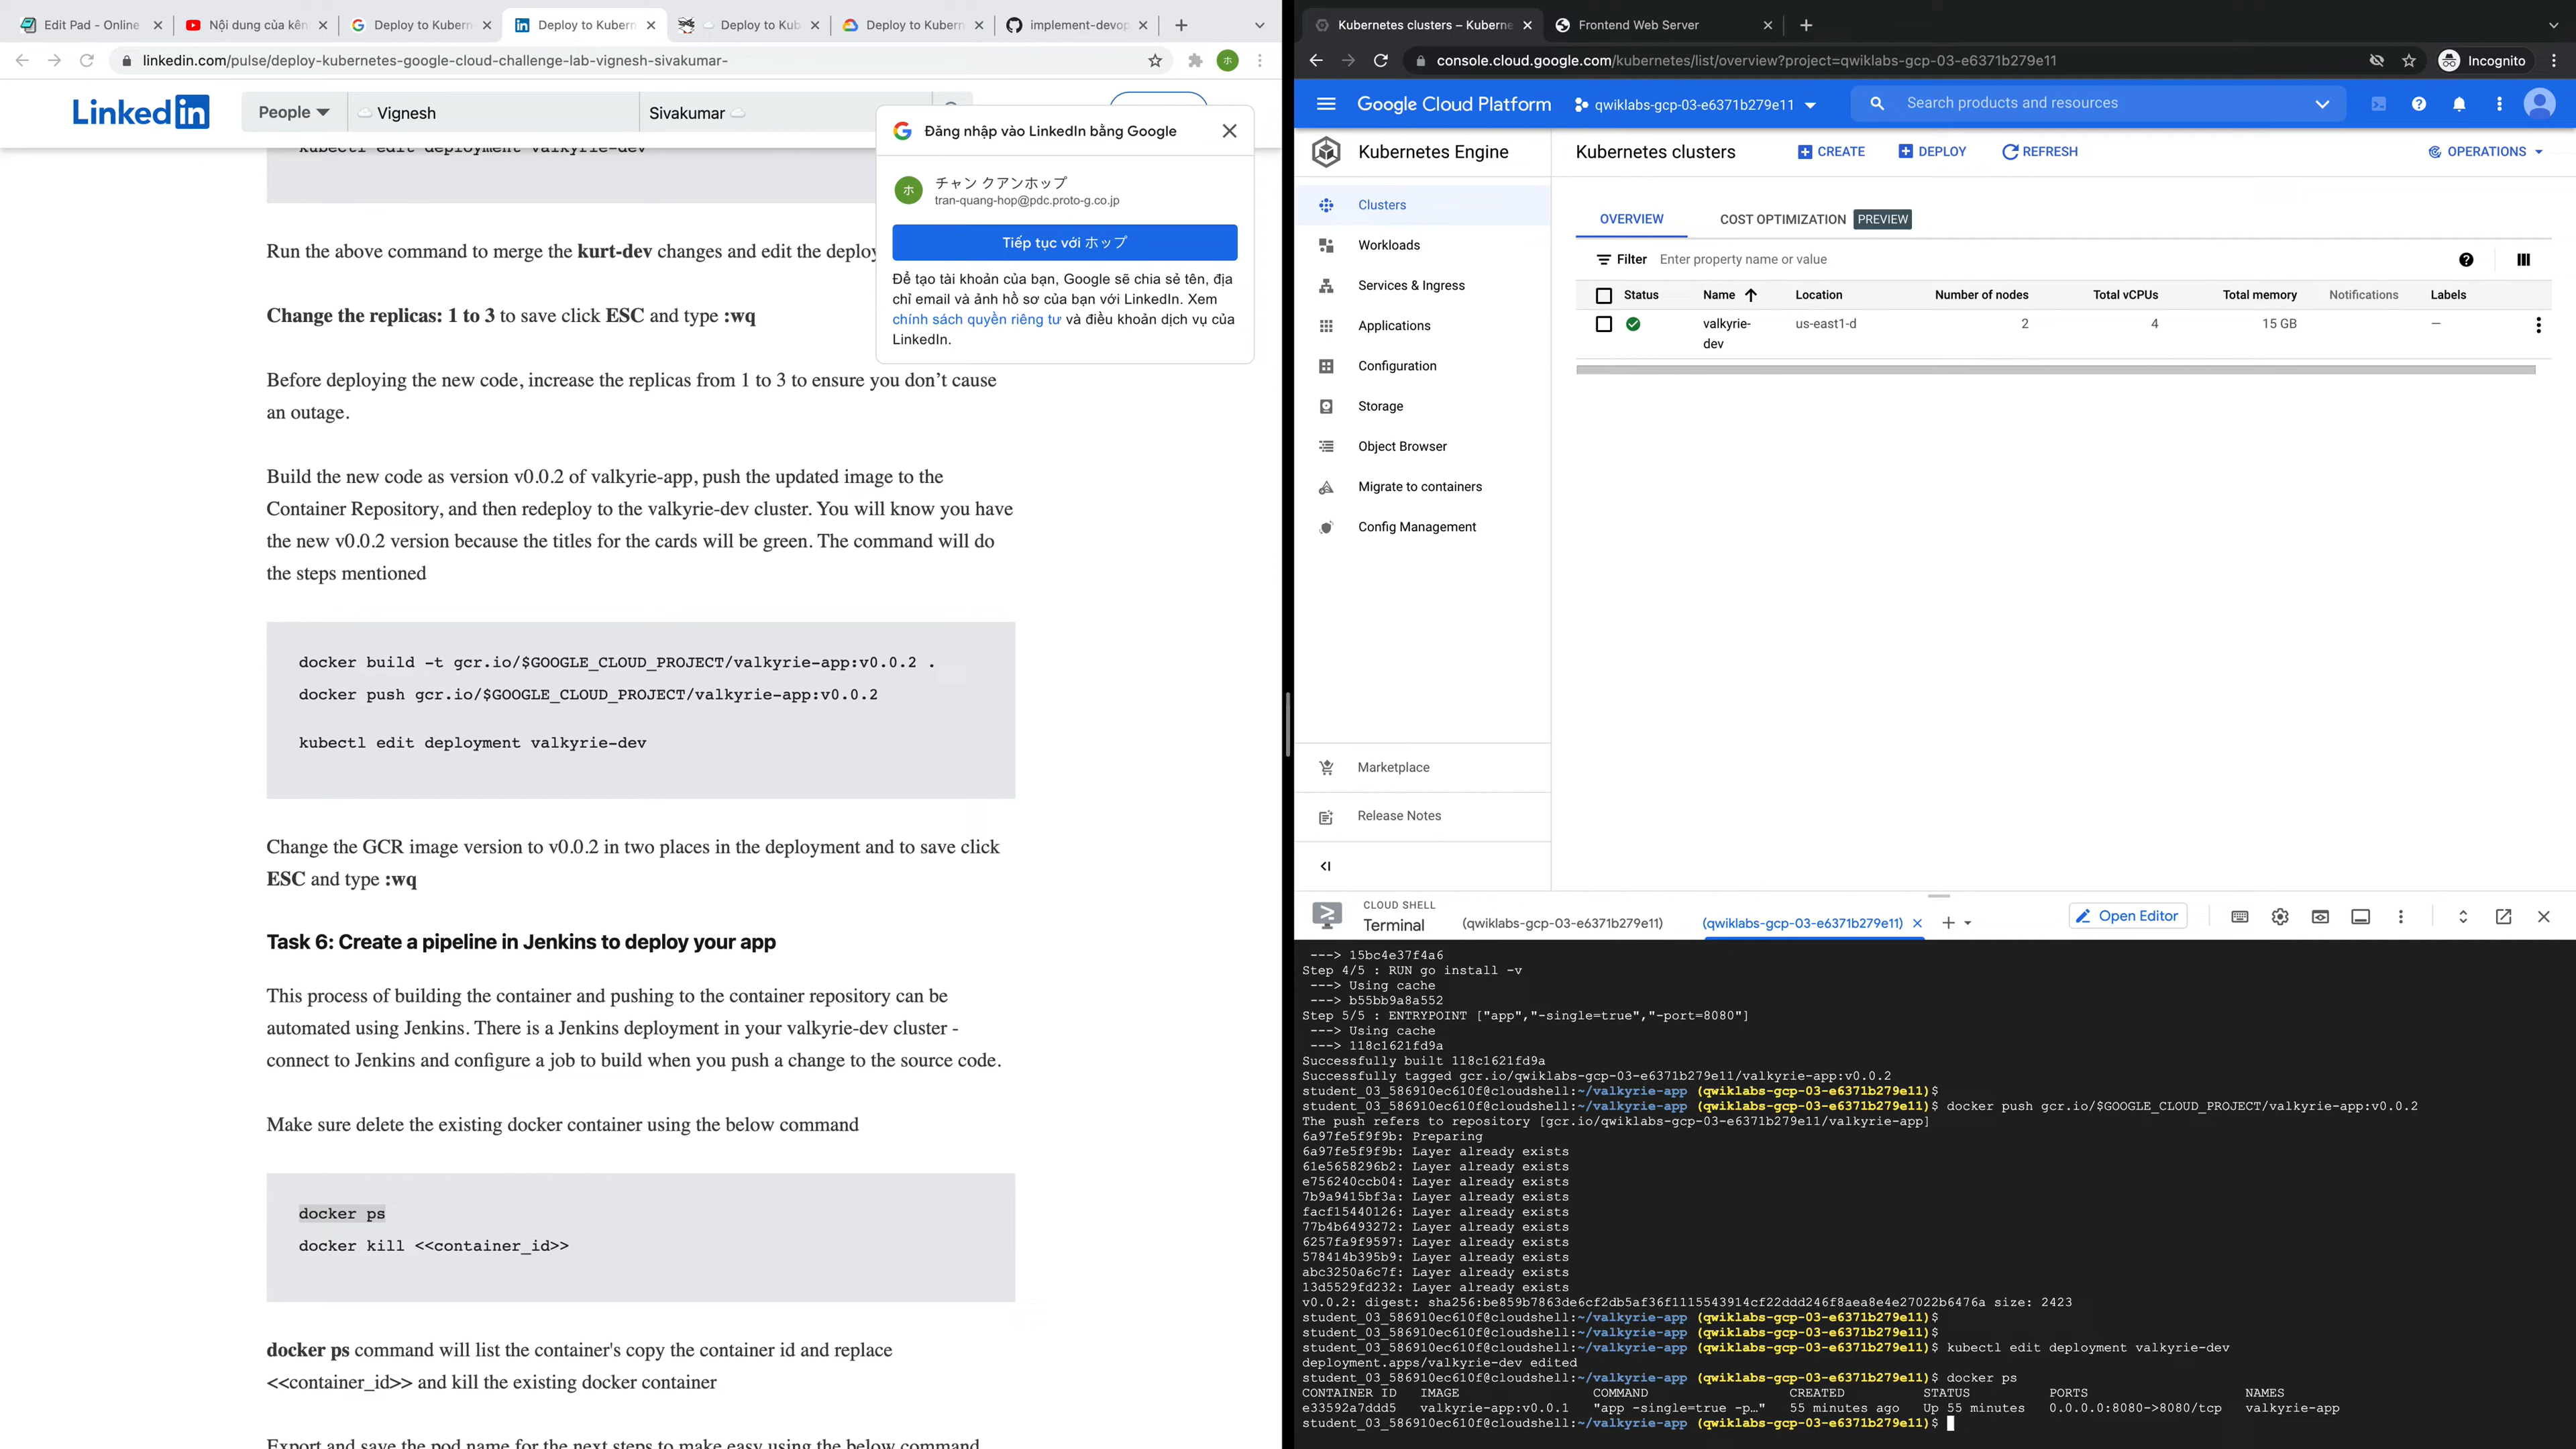 Edit Pad - Online
Nội dung của kên
Deploy to Kubern
Deploy to Kubern
Deploy to Kub
Deploy to Kubern
implement-devop
linkedin.com/pulse/deploy-kubernetes-google-cloud-challenge-lab-vignesh-sivakumar-
ホ
LinkedIn
People
Vignesh
Sivakumar
Đăng nhập vào LinkedIn bằng Google
ホ
チャン クアンホップ
tran-quang-hop@pdc.proto-g.co.jp
Tiếp tục với ホップ
Để tạo tài khoản của bạn, Google sẽ chia sẻ tên, địa
chỉ email và ảnh hồ sơ của bạn với LinkedIn. Xem
chính sách quyền riêng tư và điều khoản dịch vụ của
LinkedIn.
kubectl edit deployment valkyrie-dev
Run the above command to merge the kurt-dev changes and edit the deploy
Change the replicas: 1 to 3 to save click ESC and type :wq
Before deploying the new code, increase the replicas from 1 to 3 to ensure you don't cause
an outage.
Build the new code as version v0.0.2 of valkyrie-app, push the updated image to the
Container Repository, and then redeploy to the valkyrie-dev cluster. You will know you have
the new v0.0.2 version because the titles for the cards will be green. The command will do
the steps mentioned
docker build -t gcr.io/$GOOGLE_CLOUD_PROJECT/valkyrie-app:v0.0.2 .
docker push gcr.io/$GOOGLE_CLOUD_PROJECT/valkyrie-app:v0.0.2
kubectl edit deployment valkyrie-dev
Change the GCR image version to v0.0.2 in two places in the deployment and to save click
ESC and type :wq
Task 6: Create a pipeline in Jenkins to deploy your app
This process of building the container and pushing to the container repository can be
automated using Jenkins. There is a Jenkins deployment in your valkyrie-dev cluster -
connect to Jenkins and configure a job to build when you push a change to the source code.
Make sure delete the existing docker container using the below command
docker ps
docker kill <<container_id>>
docker ps command will list the container's copy the container id and replace
<<container_id>> and kill the existing docker container
Export and save the pod name for the next steps to make easy using the below command
Kubernetes clusters – Kuberne
Frontend Web Server
console.cloud.google.com/kubernetes/list/overview?project=qwiklabs-gcp-03-e6371b279e11
Incognito
Google Cloud Platform
qwiklabs-gcp-03-e6371b279e11
Search products and resources
Kubernetes Engine
Kubernetes clusters
CREATE
DEPLOY
REFRESH
OPERATIONS
Clusters
Workloads
Services & Ingress
Applications
Configuration
Storage
Object Browser
Migrate to containers
Config Management
Marketplace
Release Notes
OVERVIEW
COST OPTIMIZATION PREVIEW
Filter Enter property name or value
Status Name Location Number of nodes Total vCPUs Total memory Notifications Labels
valkyrie-dev us-east1-d 2 4 15 GB –
CLOUD SHELL
Terminal
(qwiklabs-gcp-03-e6371b279e11)
(qwiklabs-gcp-03-e6371b279e11)
Open Editor
---> 15bc4e37f4a6
Step 4/5 : RUN go install -v
---> Using cache
---> b55bb9a8a552
Step 5/5 : ENTRYPOINT ["app","-single=true","-port=8080"]
---> Using cache
---> 118c1621fd9a
Successfully built 118c1621fd9a
Successfully tagged gcr.io/qwiklabs-gcp-03-e6371b279e11/valkyrie-app:v0.0.2
student_03_586910ec610f@cloudshell:~/valkyrie-app (qwiklabs-gcp-03-e6371b279e11)$
student_03_586910ec610f@cloudshell:~/valkyrie-app (qwiklabs-gcp-03-e6371b279e11)$ docker push gcr.io/$GOOGLE_CLOUD_PROJECT/valkyrie-app:v0.0.2
The push refers to repository [gcr.io/qwiklabs-gcp-03-e6371b279e11/valkyrie-app]
6a97fe5f9f9b: Preparing
6a97fe5f9f9b: Layer already exists
61e5658296b2: Layer already exists
e756240ccb04: Layer already exists
7b9a9415bf3a: Layer already exists
facf15440126: Layer already exists
77b4b6493272: Layer already exists
6257fa9f9597: Layer already exists
578414b395b9: Layer already exists
abc3250a6c7f: Layer already exists
13d5529fd232: Layer already exists
v0.0.2: digest: sha256:be859b7863de6cf2db5af36f1115543914cf22ddd246f8aea8e4e27022b6476a size: 2423
student_03_586910ec610f@cloudshell:~/valkyrie-app (qwiklabs-gcp-03-e6371b279e11)$
student_03_586910ec610f@cloudshell:~/valkyrie-app (qwiklabs-gcp-03-e6371b279e11)$
student_03_586910ec610f@cloudshell:~/valkyrie-app (qwiklabs-gcp-03-e6371b279e11)$ kubectl edit deployment valkyrie-dev
deployment.apps/valkyrie-dev edited
student_03_586910ec610f@cloudshell:~/valkyrie-app (qwiklabs-gcp-03-e6371b279e11)$ docker ps
CONTAINER ID IMAGE COMMAND CREATED STATUS PORTS NAMES
e33592a7ddd5 valkyrie-app:v0.0.1 "app -single=true -p…" 55 minutes ago Up 55 minutes 0.0.0.0:8080->8080/tcp valkyrie-app
student_03_586910ec610f@cloudshell:~/valkyrie-app (qwiklabs-gcp-03-e6371b279e11)$